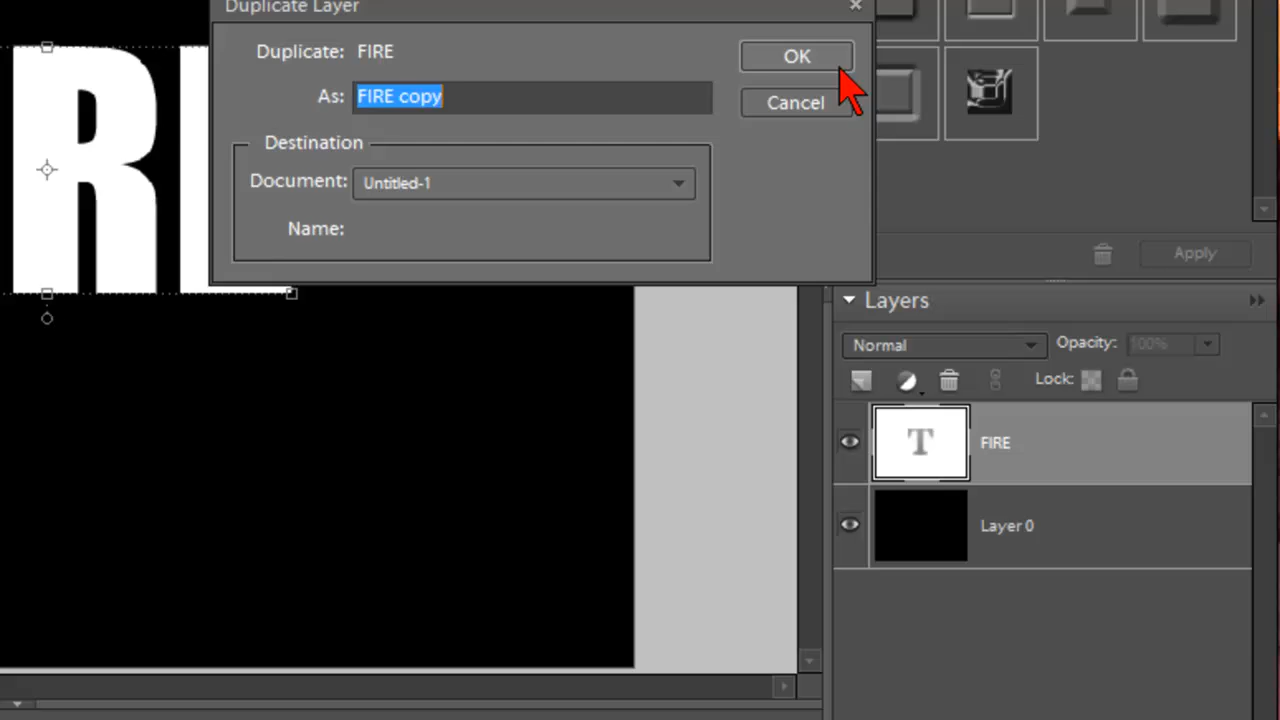 Duplicate Layer
Duplicate: FIRE
OK
As: FIRE copy
Cancel
Destination
Document: Untitled-1
Name:
R
Apply
Layers
Normal Opacity: 100%
Lock:
T FIRE
Layer 0